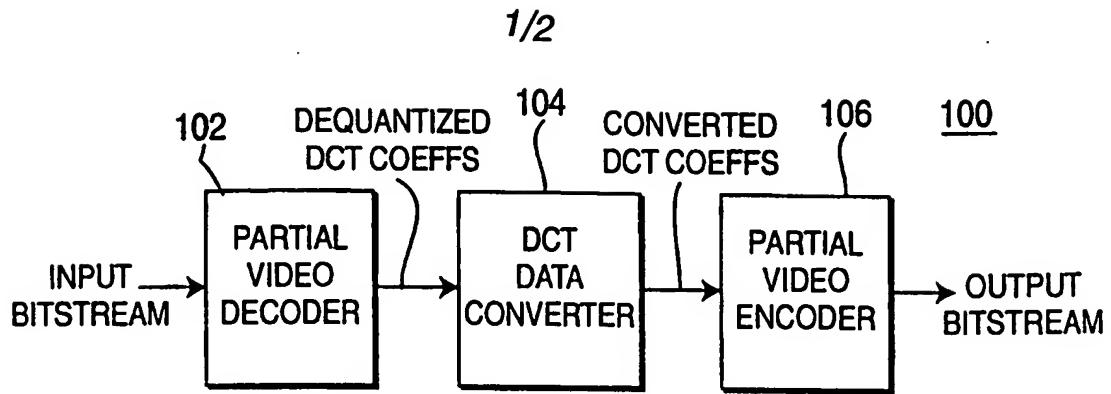 1/2
102
DEQUANTIZED
DCT COEFFS
104
CONVERTED
DCT COEFFS
106
100
INPUT
BITSTREAM
PARTIAL
VIDEO
DECODER
DCT
DATA
CONVERTER
PARTIAL
VIDEO
ENCODER
OUTPUT
BITSTREAM